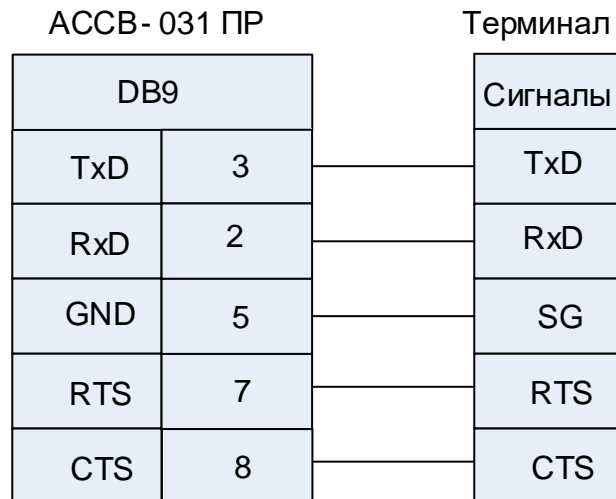 АССВ-031 ПР Терминал
DB9 Сигналы
TxD 3 TxD
RxD 2 RxD
GND 5 SG
RTS 7 RTS
CTS 8 CTS